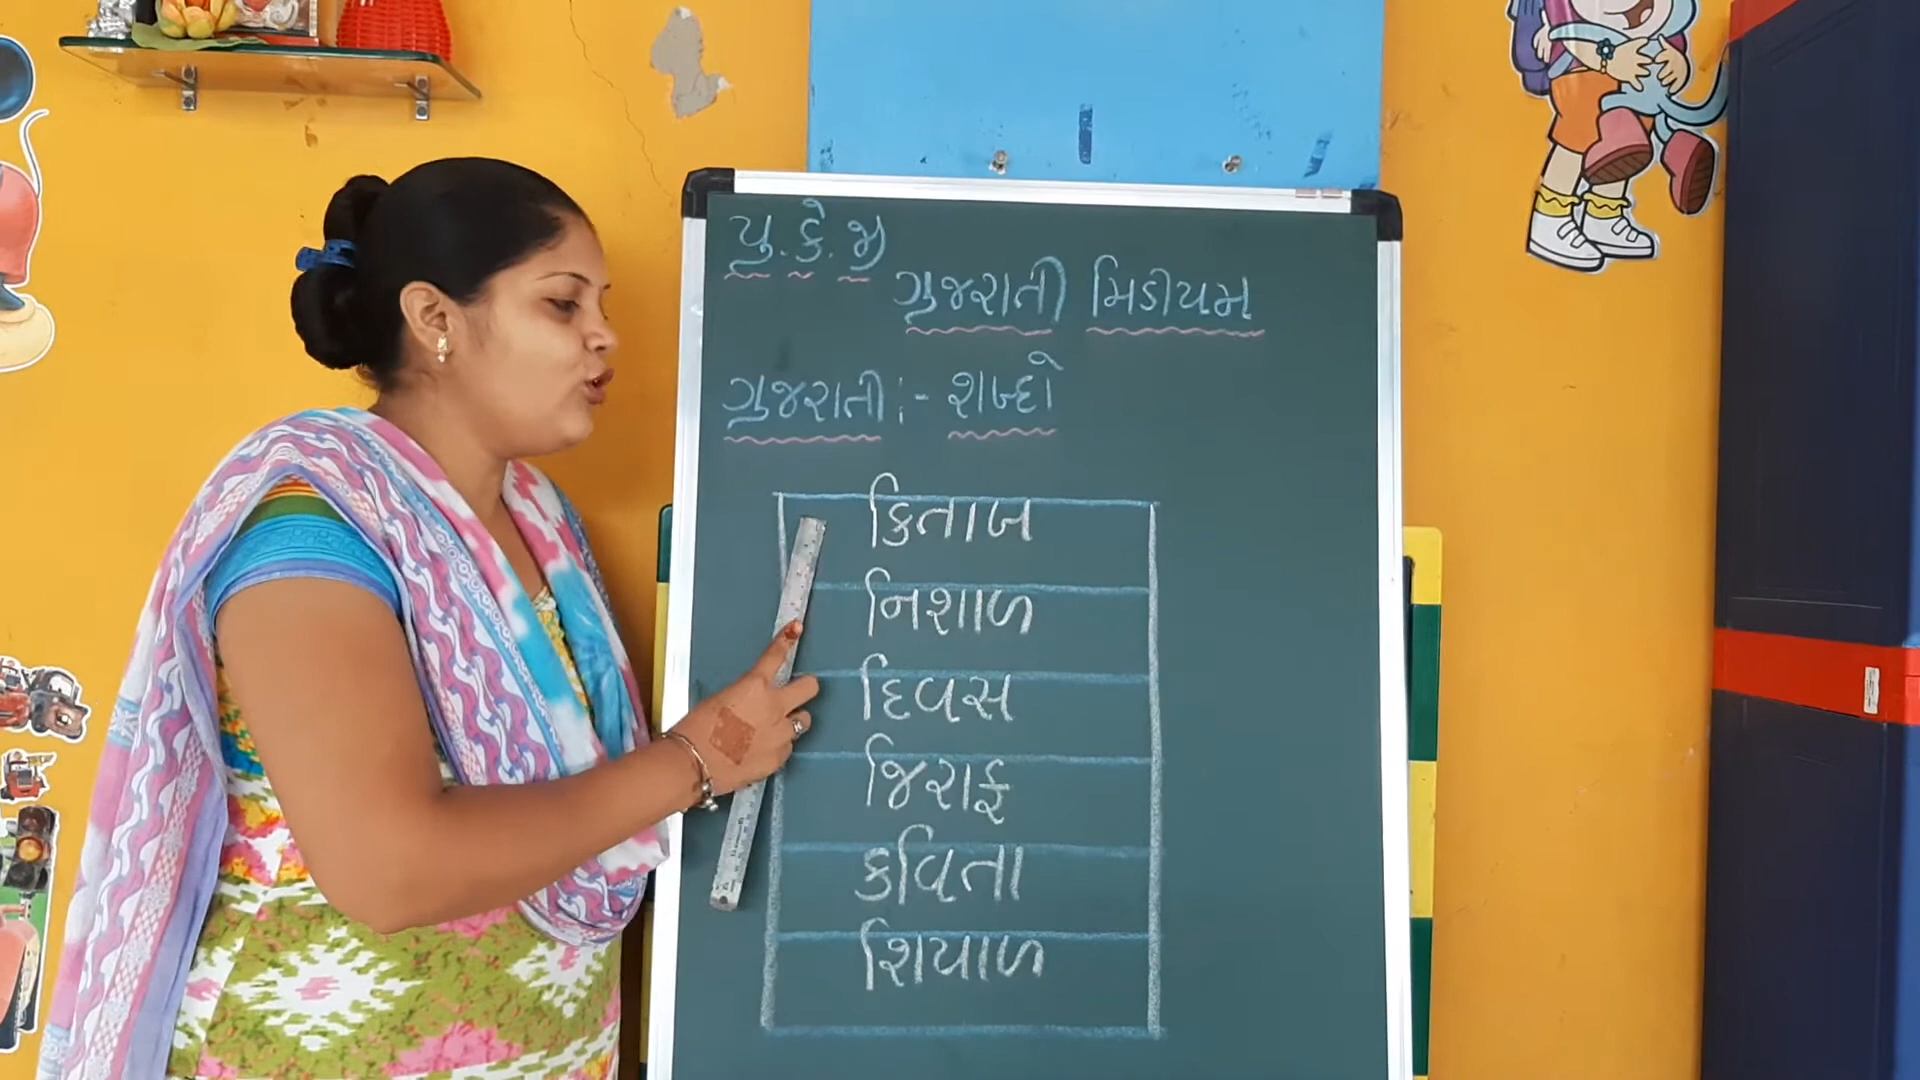 યુ. કે. જી
ગુજરાતી મિડીયમ
ગુજરાતી :- શબ્દો
કિતાબ
નિશાળ
દિવસ
જિરાફ
કવિતા
શિયાળ